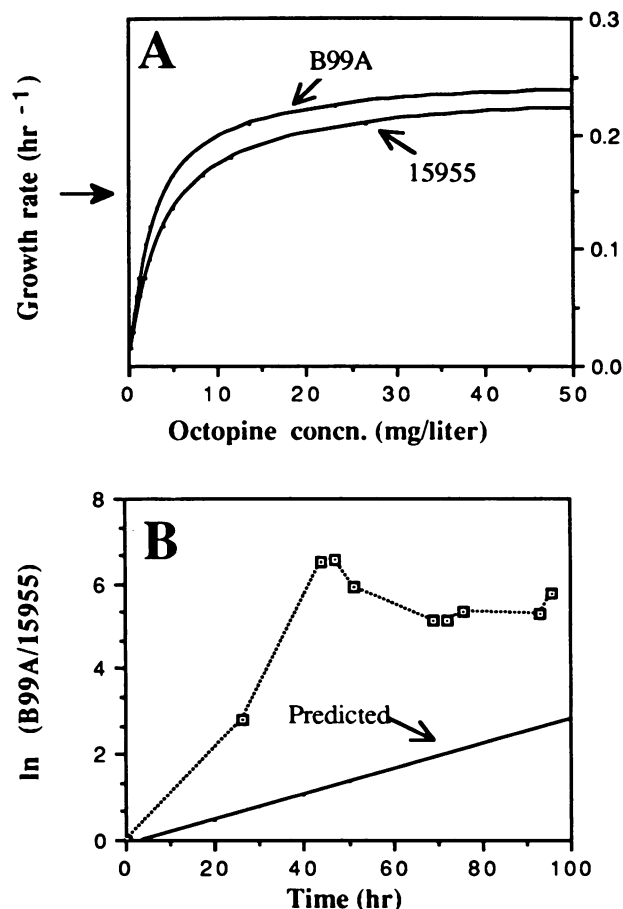 A
B99A
15955
Growth rate (hr -1)
0.3
0.2
0.1
0.0
0 10 20 30 40 50
Octopine concn. (mg/liter)
B
Predicted
ln (B99A/15955)
8
6
4
2
0
0 20 40 60 80 100
Time (hr)